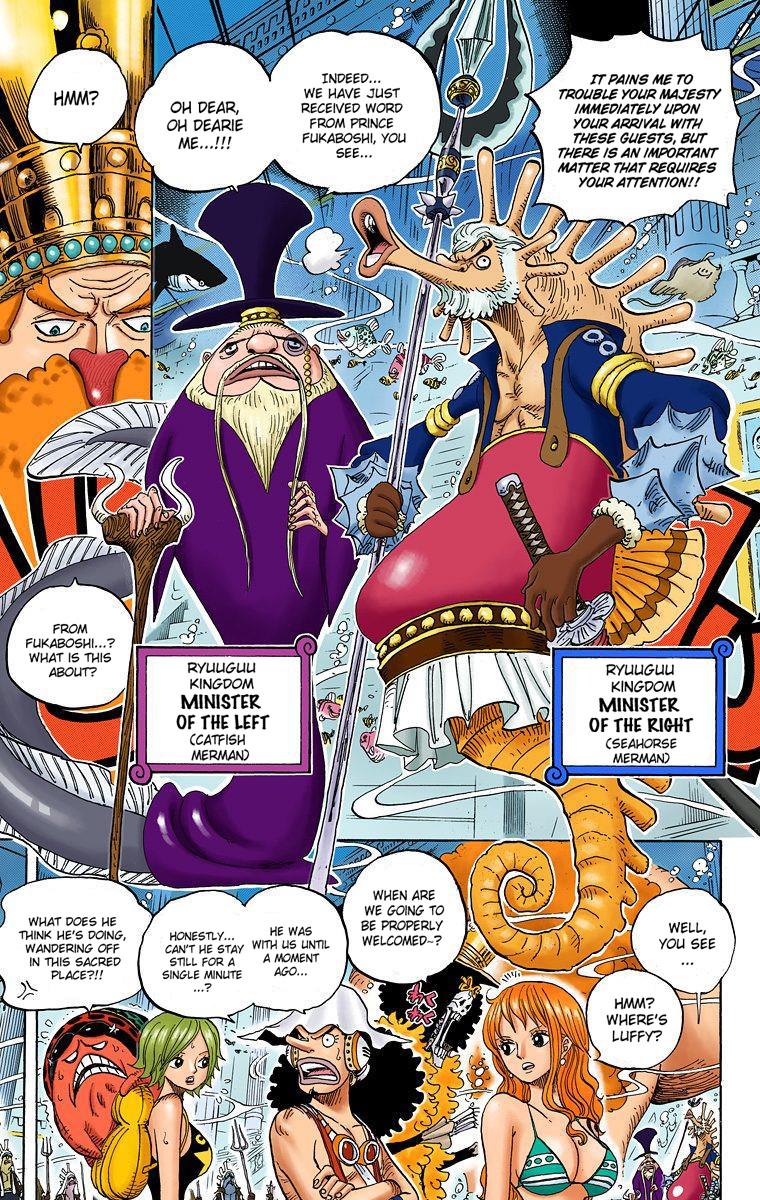 IT PAINS ME TO
TROUBLE YOUR MAJESTY
IMMEDIATELY UPON
YOUR ARRIVAL WITH
THESE GUESTS, BUT
THERE IS AN IMPORTANT
MATTER THAT REQUIRES
YOUR ATTENTION!!
INDEED...
WE HAVE JUST
RECEIVED WORD
FROM PRINCE
FUKABOSHI, YOU
SEE...
OH DEAR,
OH DEARIE
ME...!!!
HMM?
RYUUGUU
KINGDOM
MINISTER
OF THE RIGHT
(SEAHORSE
MERMAN)
RYUUGUU
KINGDOM
MINISTER
OF THE LEFT
(CATFISH
MERMAN)
FROM
FUKABOSHI...?
WHAT IS THIS
ABOUT?
WELL,
YOU SEE
...
HMM?
WHERE'S
LUFFY?
WHEN ARE
WE GOING TO
BE PROPERLY
WELCOMED~?
わく
わく
HE WAS
WITH US UNTIL
A MOMENT
AGO...
HONESTLY...
CAN'T HE STAY
STILL FOR A
SINGLE MINUTE
...?
WHAT DOES HE
THINK HE'S DOING,
WANDERING OFF
IN THIS SACRED
PLACE?!!